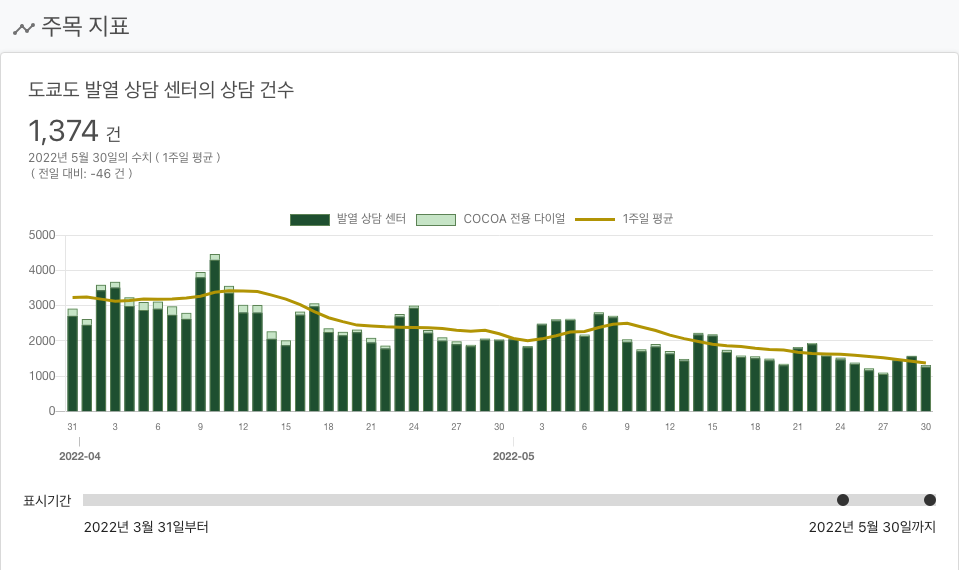 주목 지표
도쿄도 발열 상담 센터의 상담 건수
1,374 건
2022년 5월 30일의 수치 ( 1주일 평균 )
( 전일 대비: -46 건 )
발열 상담 센터 COCOA 전용 다이얼 1주일 평균
5000
4000
3000
2000
1000
0
31 3 6 9 12 15 18 21 24 27 30 3 6 9 12 15 18 21 24 27 30
2022-04 2022-05
표시기간
2022년 3월 31일부터 2022년 5월 30일까지